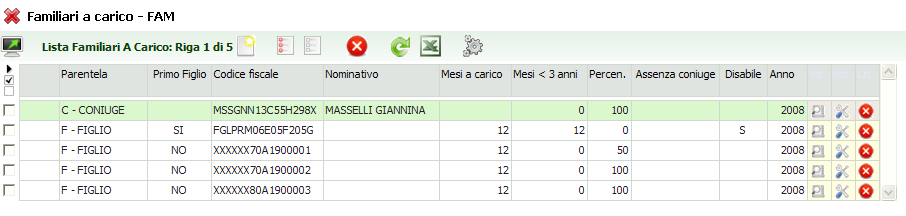 Familiari a carico - FAM
Lista Familiari A Carico: Riga 1 di 5
Parentela Primo Figlio Codice fiscale Nominativo Mesi a carico Mesi < 3 anni Percen. Assenza coniuge Disabile Anno
C - CONIUGE MSSGNN13C55H298X MASSELLI GIANNINA 0 100 2008
F - FIGLIO SI FGLPRM06E05F205G 12 12 0 S 2008
F - FIGLIO NO XXXXXX70A1900001 12 0 50 2008
F - FIGLIO NO XXXXXX70A1900002 12 0 100 2008
F - FIGLIO NO XXXXXX80A1900003 12 0 100 2008